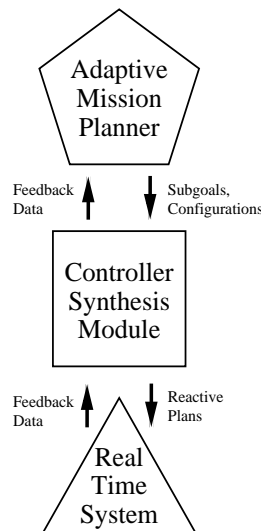 Adaptive
Mission
Planner
Feedback
Data
Subgoals,
Configurations
Controller
Synthesis
Module
Feedback
Data
Reactive
Plans
Real
Time
System